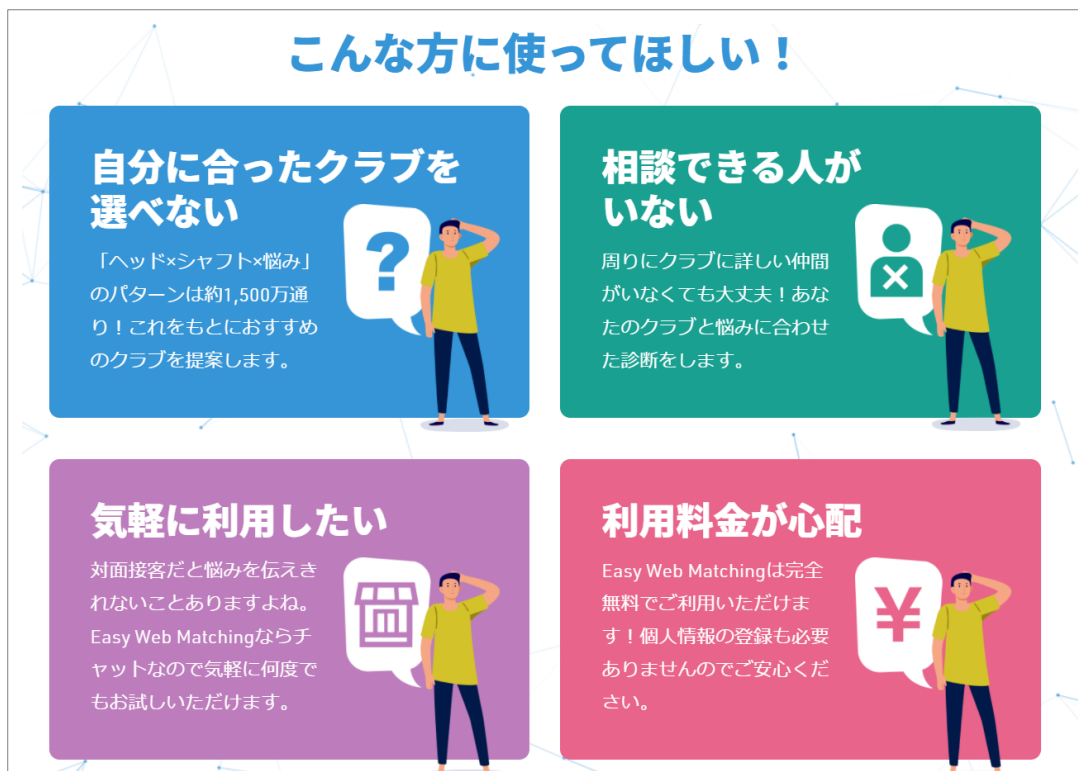 こんな方に使ってほしい！
自分に合ったクラブを
選べない
「ヘッド×シャフト×悩み」
のパターンは約1,500万通
り！これをもとにおすすめ
のクラブを提案します。
?
相談できる人が
いない
周りにクラブに詳しい仲間
がいなくても大丈夫！あな
たのクラブと悩みに合わせ
た診断をします。
気軽に利用したい
対面接客だと悩みを伝えき
れないことありますよね。
Easy Web Matchingならチ
ャットなので気軽に何度で
もお試しいただけます。
利用料金が心配
Easy Web Matchingは完全
無料でご利用いただけま
す！個人情報の登録も必要
ありませんのでご安心くだ
さい。
¥